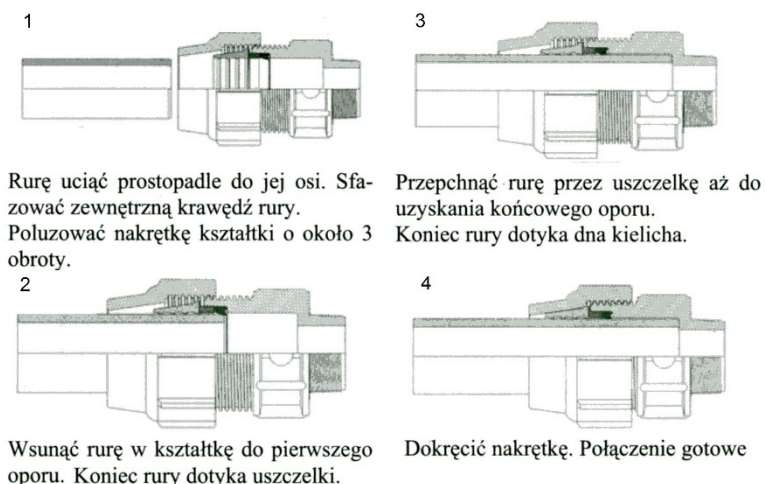 1
Rurę uciąć prostopadle do jej osi. Sfa-
zować zewnętrzną krawędź rury.
Poluzować nakrętkę kształtki o około 3
obroty.
2
Wsunąć rurę w kształtkę do pierwszego
oporu. Koniec rury dotyka uszczelki.
3
Przepchnąć rurę przez uszczelkę aż do
uzyskania końcowego oporu.
Koniec rury dotyka dna kielicha.
4
Dokręcić nakrętkę. Połączenie gotowe